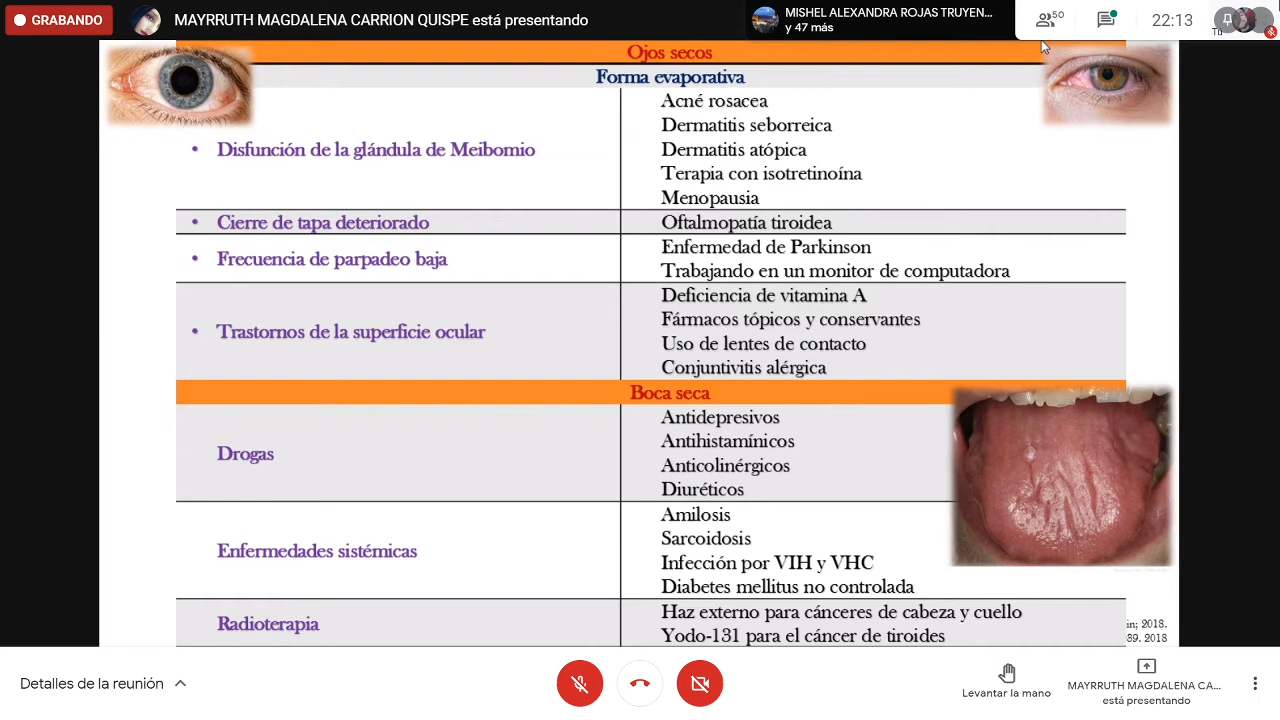 GRABANDO
MAYRRUTH MAGDALENA CARRION QUISPE está presentando
MISHEL ALEXANDRA ROJAS TRUYEN...
y 47 más
50
22:13
Tú
Ojos secos
Forma evaporativa
• Disfunción de la glándula de Meibomio
Acné rosacea
Dermatitis seborreica
Dermatitis atópica
Terapia con isotretinoína
Menopausia
• Cierre de tapa deteriorado
Oftalmopatía tiroidea
• Frecuencia de parpadeo baja
Enfermedad de Parkinson
Trabajando en un monitor de computadora
• Trastornos de la superficie ocular
Deficiencia de vitamina A
Fármacos tópicos y conservantes
Uso de lentes de contacto
Conjuntivitis alérgica
Boca seca
Drogas
Antidepresivos
Antihistamínicos
Anticolinérgicos
Diuréticos
Enfermedades sistémicas
Amilosis
Sarcoidosis
Infección por VIH y VHC
Diabetes mellitus no controlada
Radioterapia
Haz externo para cánceres de cabeza y cuello
Yodo-131 para el cáncer de tiroides
in; 2018.
39. 2018
Detalles de la reunión
Levantar la mano
MAYRRUTH MAGDALENA CA...
está presentando